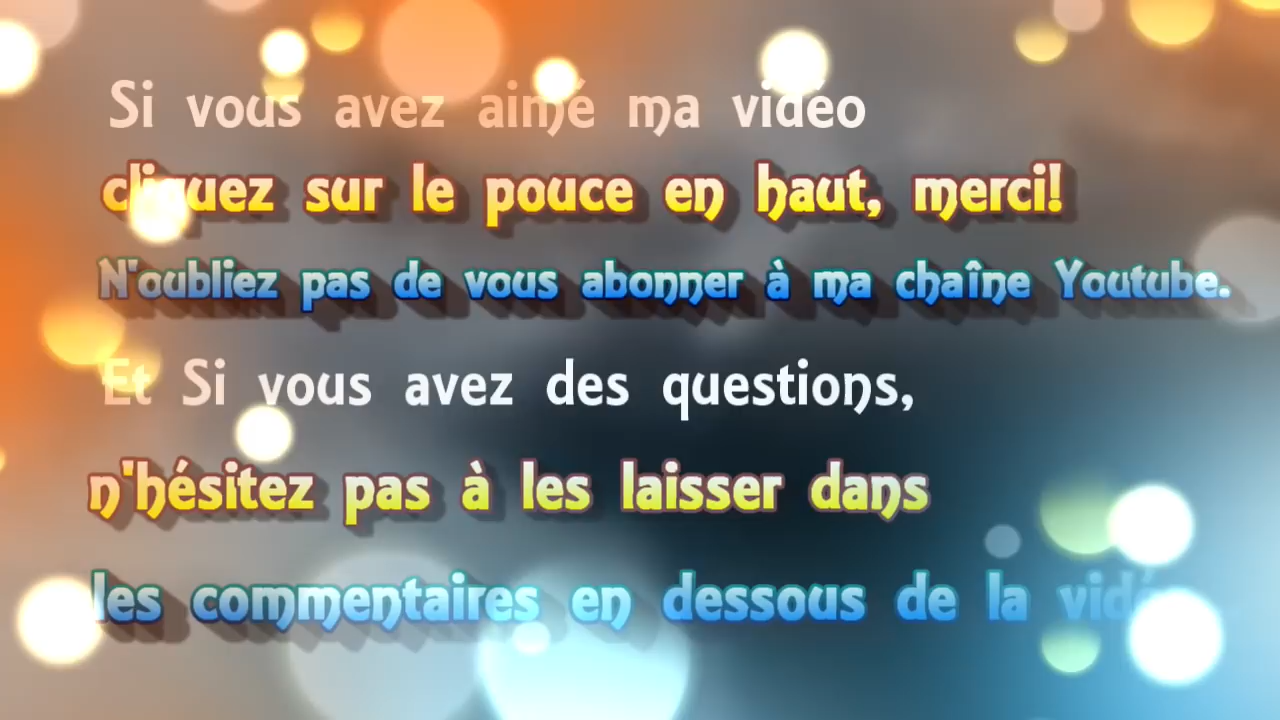 Si vous avez aimé ma vidéo
cliquez sur le pouce en haut, merci!
N'oubliez pas de vous abonner à ma chaîne Youtube.
Et Si vous avez des questions,
n'hésitez pas à les laisser dans
les commentaires en dessous de la